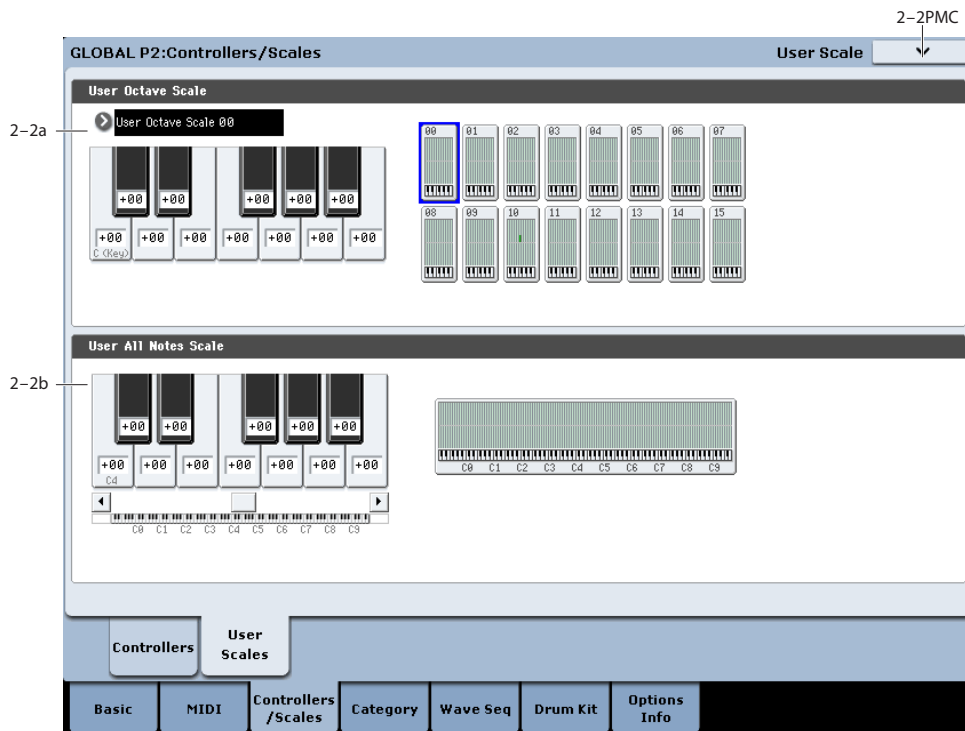 2–2PMC
GLOBAL P2:Controllers/Scales
User Scale
User Octave Scale
2–2a
User Octave Scale 00
00 01 02 03 04 05 06 07
+00 +00 +00 +00 +00
08 09 10 11 12 13 14 15
+00 +00 +00 +00 +00 +00 +00
C (Key)
User All Notes Scale
2–2b
+00 +00 +00 +00 +00
+00 +00 +00 +00 +00 +00 +00
C4
C0 C1 C2 C3 C4 C5 C6 C7 C8 C9
C0 C1 C2 C3 C4 C5 C6 C7 C8 C9
Controllers
User
Scales
Basic
MIDI
Controllers
/Scales
Category
Wave Seq
Drum Kit
Options
Info